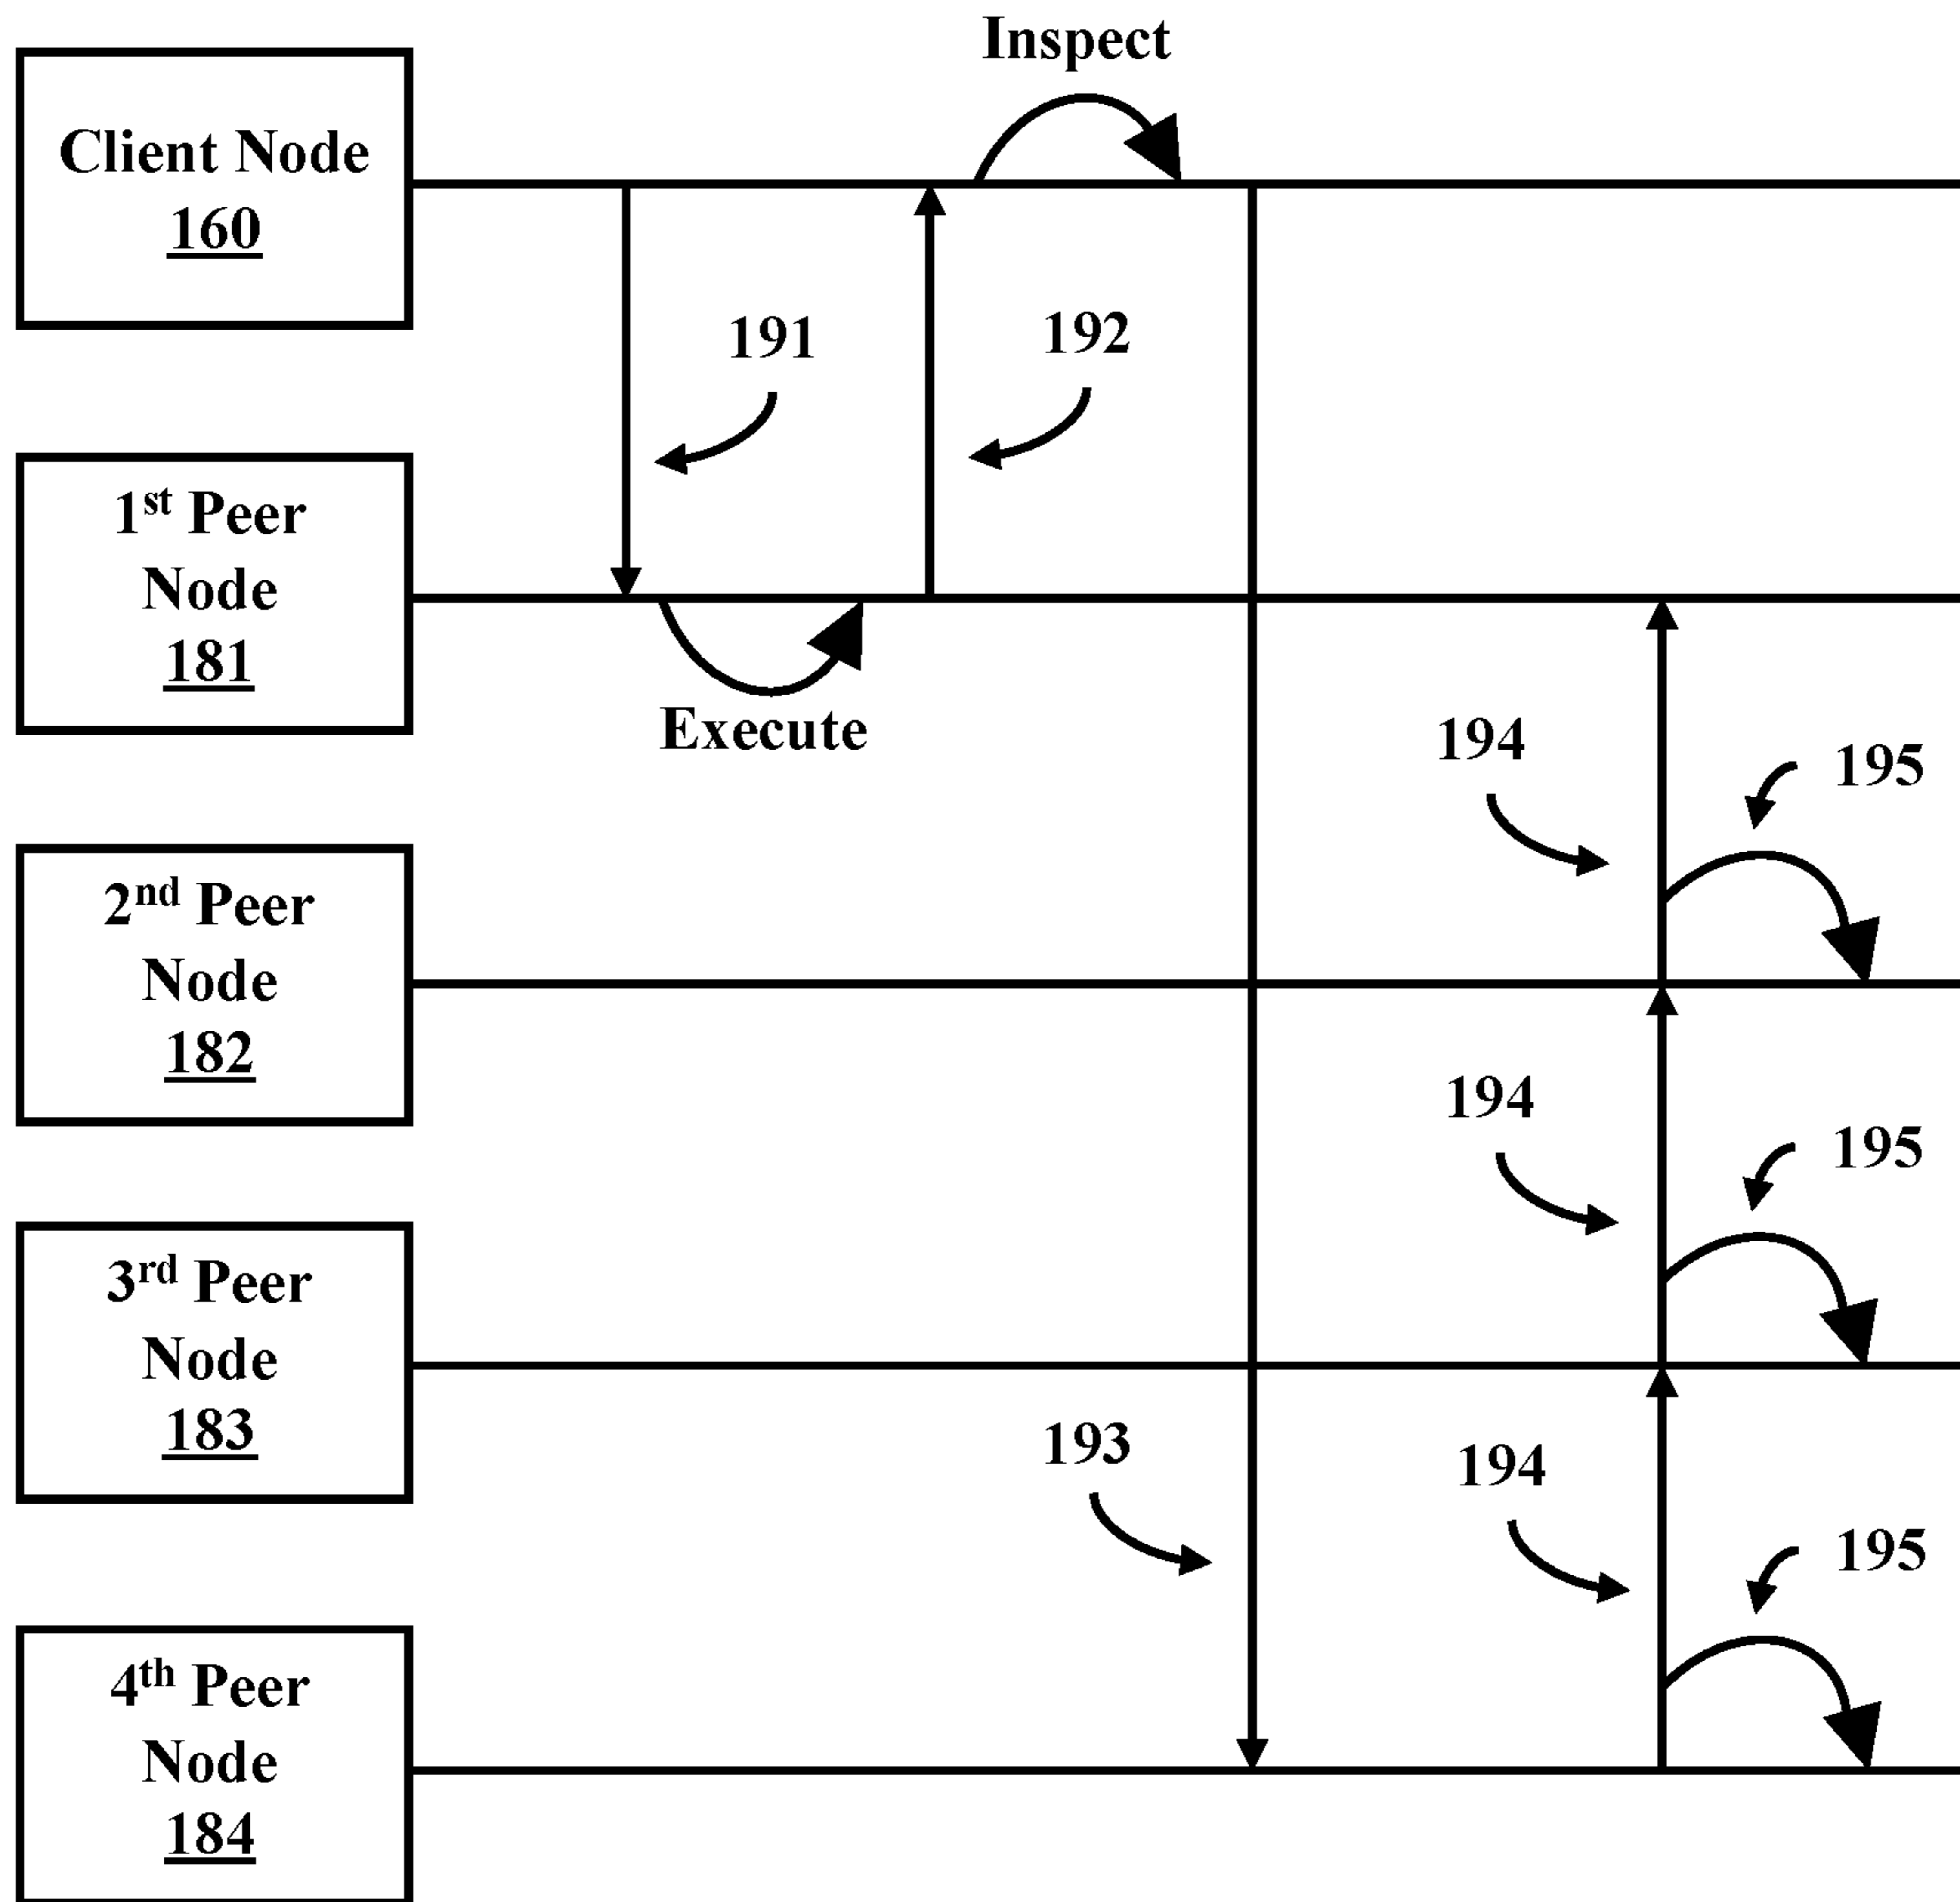 Inspect
Client Node
160
191
192
1st Peer
Node
181
Execute
194
195
2nd Peer
Node
182
194
195
3rd Peer
Node
183
193
194
195
4th Peer
Node
184